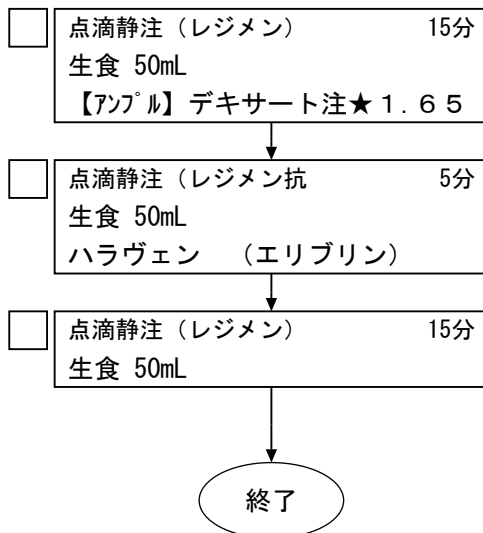 点滴静注（レジメン） 15分
生食 50mL
【ｱﾝﾌﾟﾙ】デキサート注★１.６５
点滴静注（レジメン抗 5分
生食 50mL
ハラヴェン　（エリブリン）
点滴静注（レジメン） 15分
生食 50mL
終了